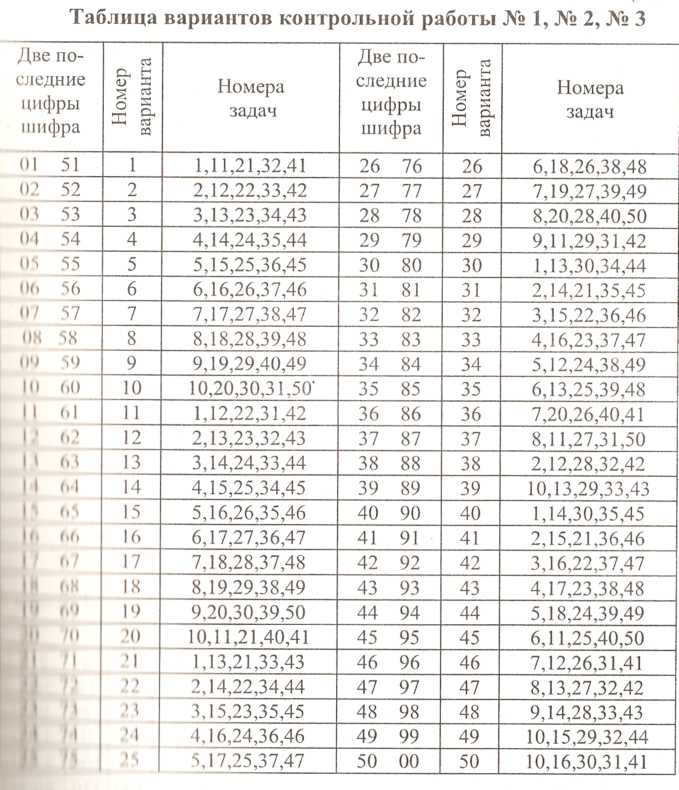 Таблица вариантов контрольной работы № 1, № 2, № 3
Две по-
следние
цифры
шифра
Номер
варианта
Номера
задач
Две по-
следние
цифры
шифра
Номер
варианта
Номера
задач
01 51 1 1,11,21,32,41 26 76 26 6,18,26,38,48
02 52 2 2,12,22,33,42 27 77 27 7,19,27,39,49
03 53 3 3,13,23,34,43 28 78 28 8,20,28,40,50
04 54 4 4,14,24,35,44 29 79 29 9,11,29,31,42
05 55 5 5,15,25,36,45 30 80 30 1,13,30,34,44
06 56 6 6,16,26,37,46 31 81 31 2,14,21,35,45
07 57 7 7,17,27,38,47 32 82 32 3,15,22,36,46
08 58 8 8,18,28,39,48 33 83 33 4,16,23,37,47
09 59 9 9,19,29,40,49 34 84 34 5,12,24,38,49
10 60 10 10,20,30,31,50 35 85 35 6,13,25,39,48
11 61 11 1,12,22,31,42 36 86 36 7,20,26,40,41
12 62 12 2,13,23,32,43 37 87 37 8,11,27,31,50
13 63 13 3,14,24,33,44 38 88 38 2,12,28,32,42
14 64 14 4,15,25,34,45 39 89 39 10,13,29,33,43
15 65 15 5,16,26,35,46 40 90 40 1,14,30,35,45
16 66 16 6,17,27,36,47 41 91 41 2,15,21,36,46
17 67 17 7,18,28,37,48 42 92 42 3,16,22,37,47
18 68 18 8,19,29,38,49 43 93 43 4,17,23,38,48
19 69 19 9,20,30,39,50 44 94 44 5,18,24,39,49
20 70 20 10,11,21,40,41 45 95 45 6,11,25,40,50
71 21 1,13,21,33,43 46 96 46 7,12,26,31,41
72 22 2,14,22,34,44 47 97 47 8,13,27,32,42
73 23 3,15,23,35,45 48 98 48 9,14,28,33,43
74 24 4,16,24,36,46 49 99 49 10,15,29,32,44
75 25 5,17,25,37,47 50 00 50 10,16,30,31,41